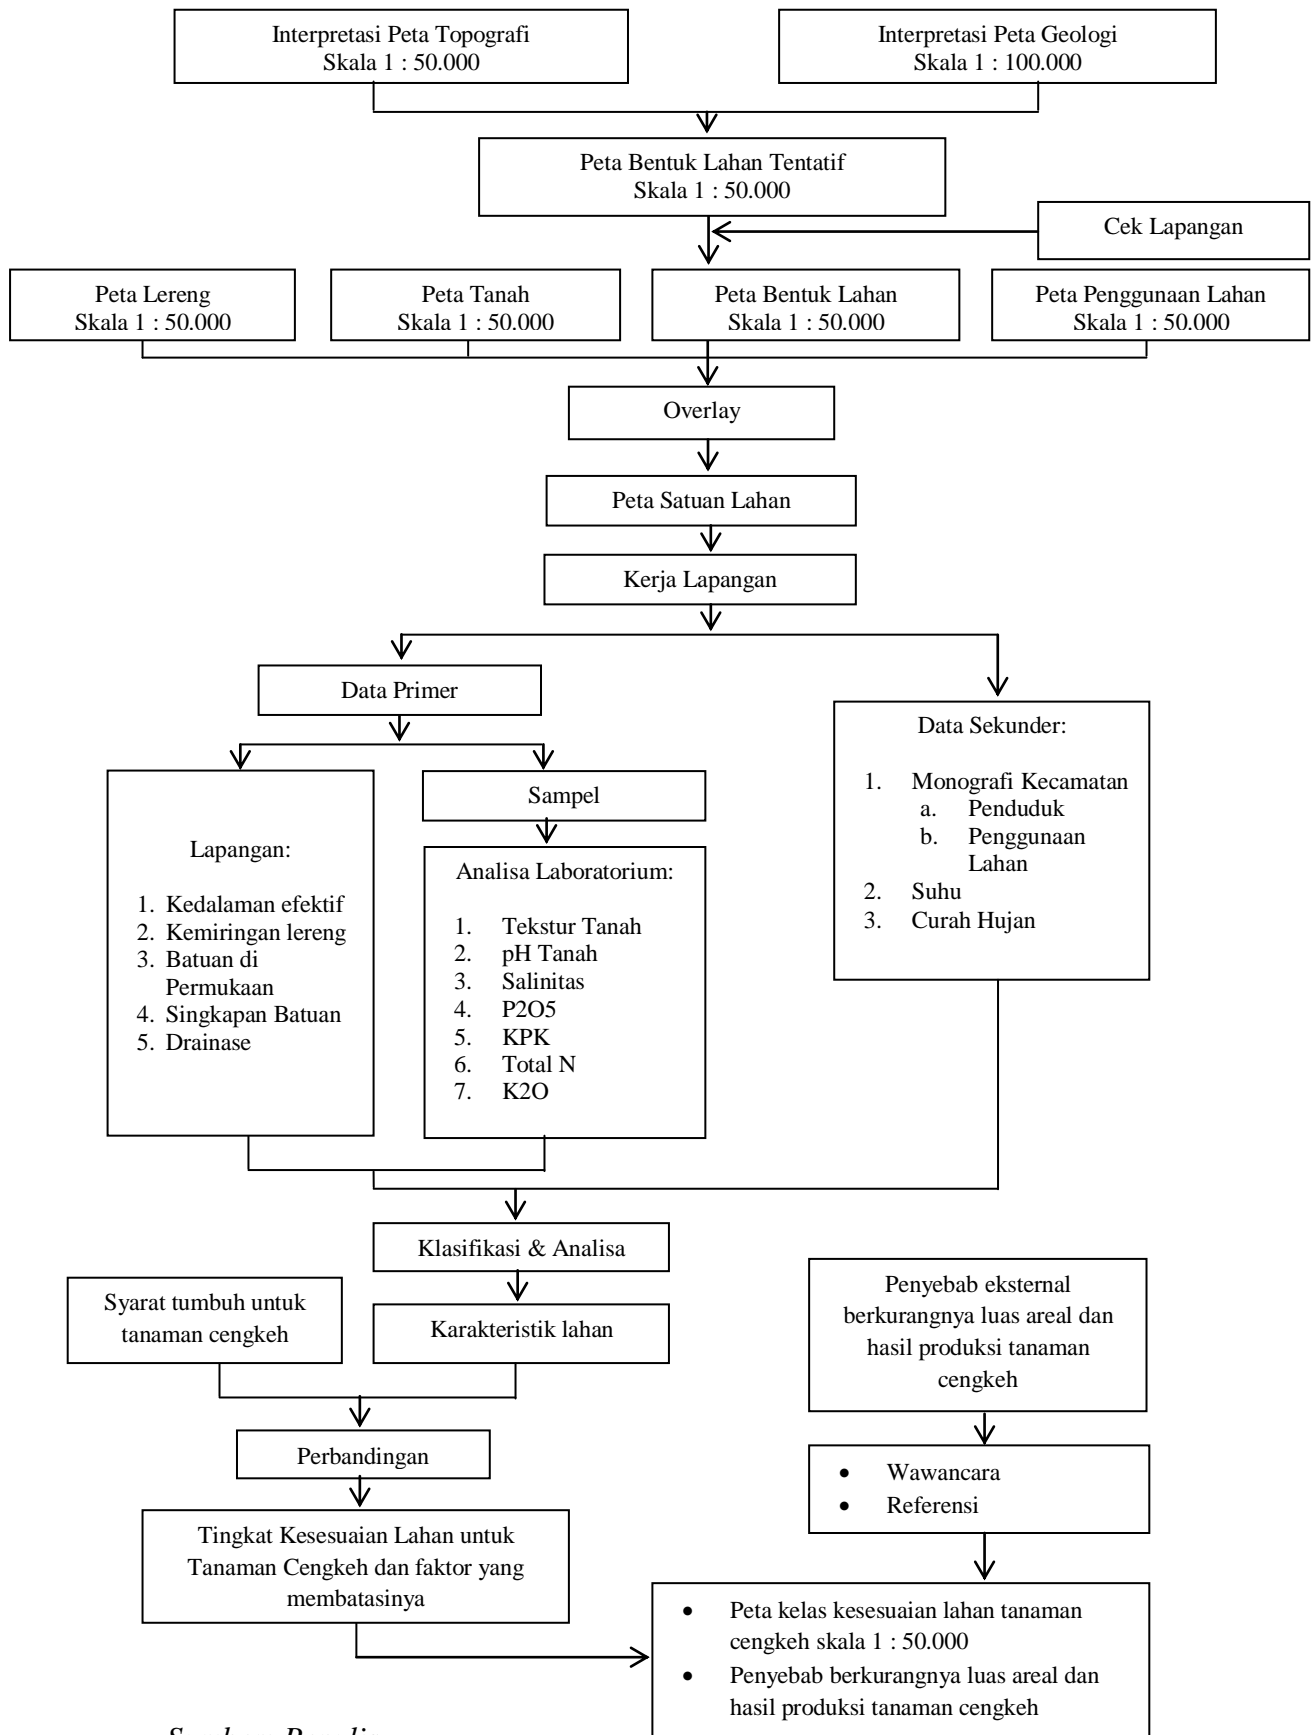 Interpretasi Peta Topografi
Skala 1 : 50.000
Interpretasi Peta Geologi
Skala 1 : 100.000
Peta Bentuk Lahan Tentatif
Skala 1 : 50.000
Cek Lapangan
Peta Lereng
Skala 1 : 50.000
Peta Tanah
Skala 1 : 50.000
Peta Bentuk Lahan
Skala 1 : 50.000
Peta Penggunaan Lahan
Skala 1 : 50.000
Overlay
Peta Satuan Lahan
Kerja Lapangan
Data Primer
Data Sekunder:
1. Monografi Kecamatan
a. Penduduk
b. Penggunaan
Lahan
2. Suhu
3. Curah Hujan
Lapangan:
1. Kedalaman efektif
2. Kemiringan lereng
3. Batuan di
Permukaan
4. Singkapan Batuan
5. Drainase
Sampel
Analisa Laboratorium:
1. Tekstur Tanah
2. pH Tanah
3. Salinitas
4. P2O5
5. KPK
6. Total N
7. K2O
Klasifikasi & Analisa
Syarat tumbuh untuk
tanaman cengkeh
Karakteristik lahan
Penyebab eksternal
berkurangnya luas areal dan
hasil produksi tanaman
cengkeh
Perbandingan
• Wawancara
• Referensi
Tingkat Kesesuaian Lahan untuk
Tanaman Cengkeh dan faktor yang
membatasinya
• Peta kelas kesesuaian lahan tanaman
cengkeh skala 1 : 50.000
• Penyebab berkurangnya luas areal dan
hasil produksi tanaman cengkeh